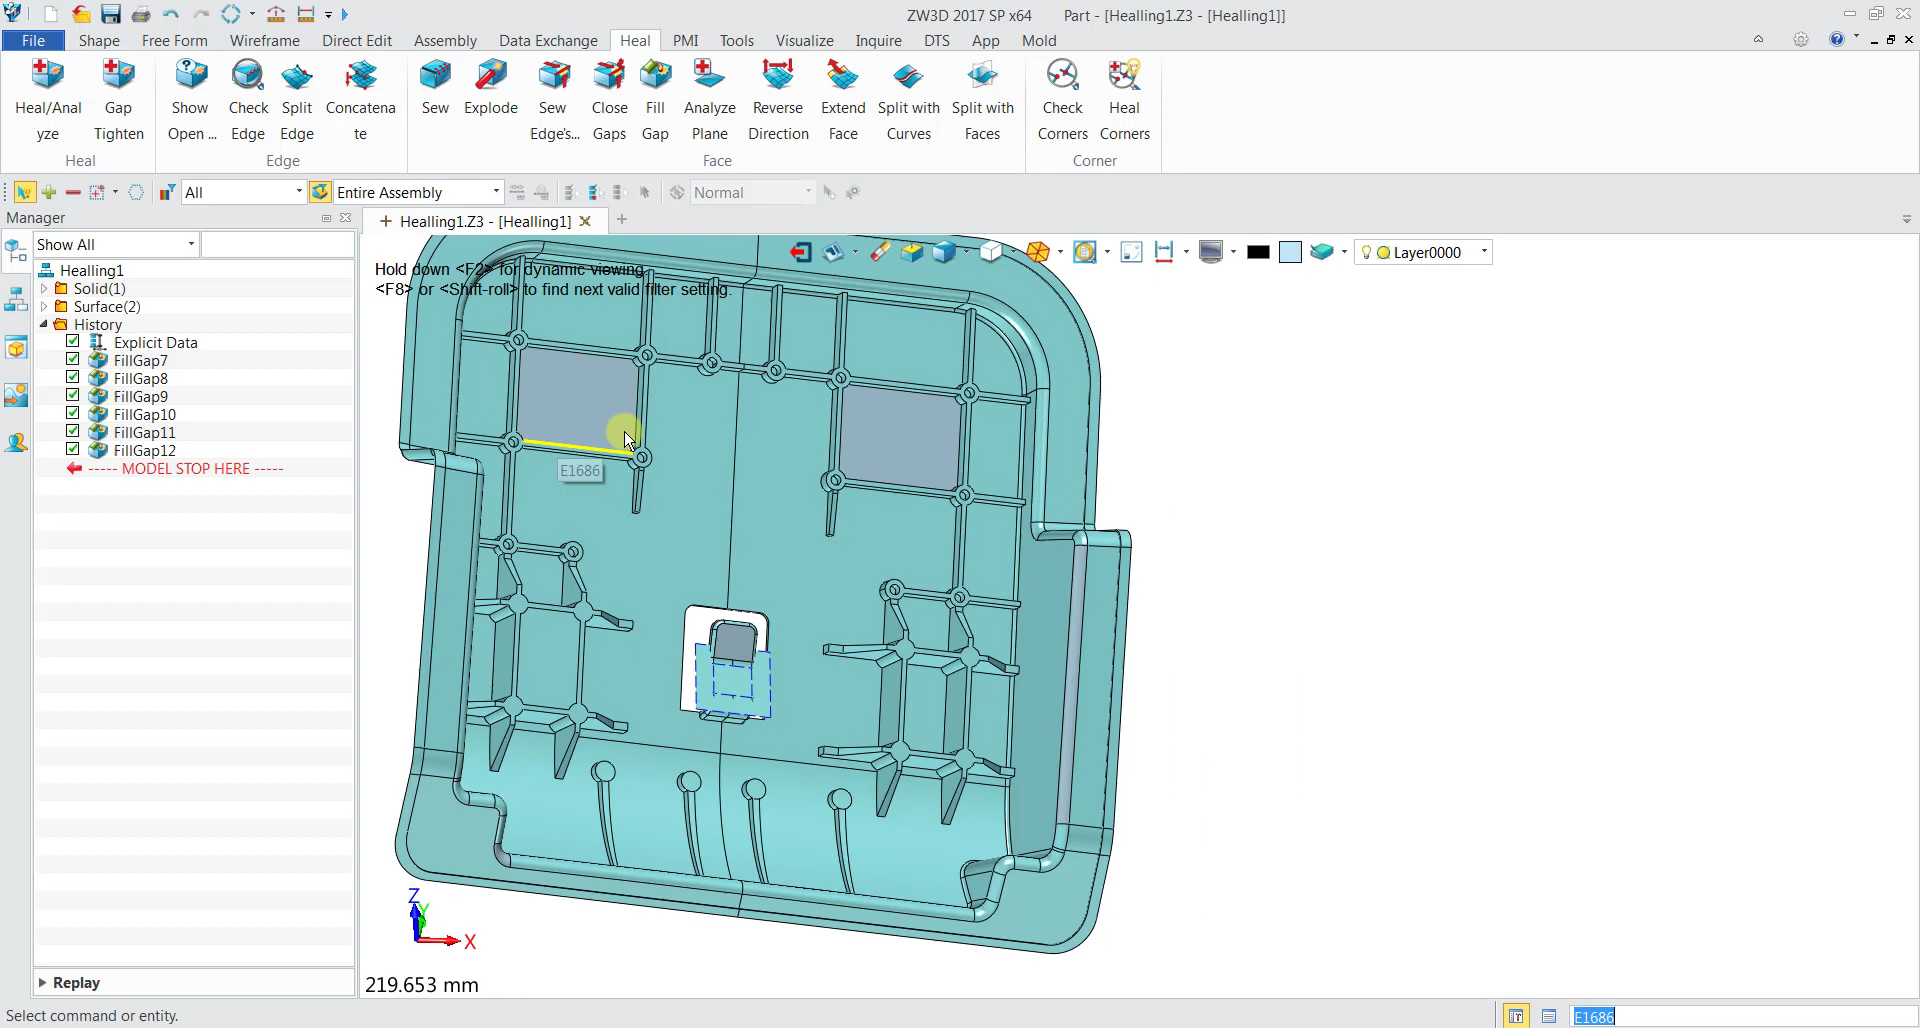 ZW3D 2017 SP x64 Part - [Healling1.Z3 - [Healling1]]
File Shape Free Form Wireframe Direct Edit Assembly Data Exchange Heal PMI Tools Visualize Inquire DTS App Mold
Heal/Anal Gap Show Check Split Concatena Sew Explode Sew Close Fill Analyze Reverse Extend Split with Split with Check Heal
yze Tighten Open ... Edge Edge te Edge's... Gaps Gap Plane Direction Face Curves Faces Corners Corners
Heal Edge Face Corner
All Entire Assembly Normal
Manager Healling1.Z3 - [Healling1]
Show All
Layer0000
Hold down <F2> for dynamic viewing.
<F8> or <Shift-roll> to find next valid filter setting.
Healling1
Solid(1)
Surface(2)
History
Explicit Data
FillGap7
FillGap8
FillGap9
FillGap10
FillGap11
FillGap12
----- MODEL STOP HERE -----
E1686
Z
Y
X
Replay
219.653 mm
Select command or entity. E1686